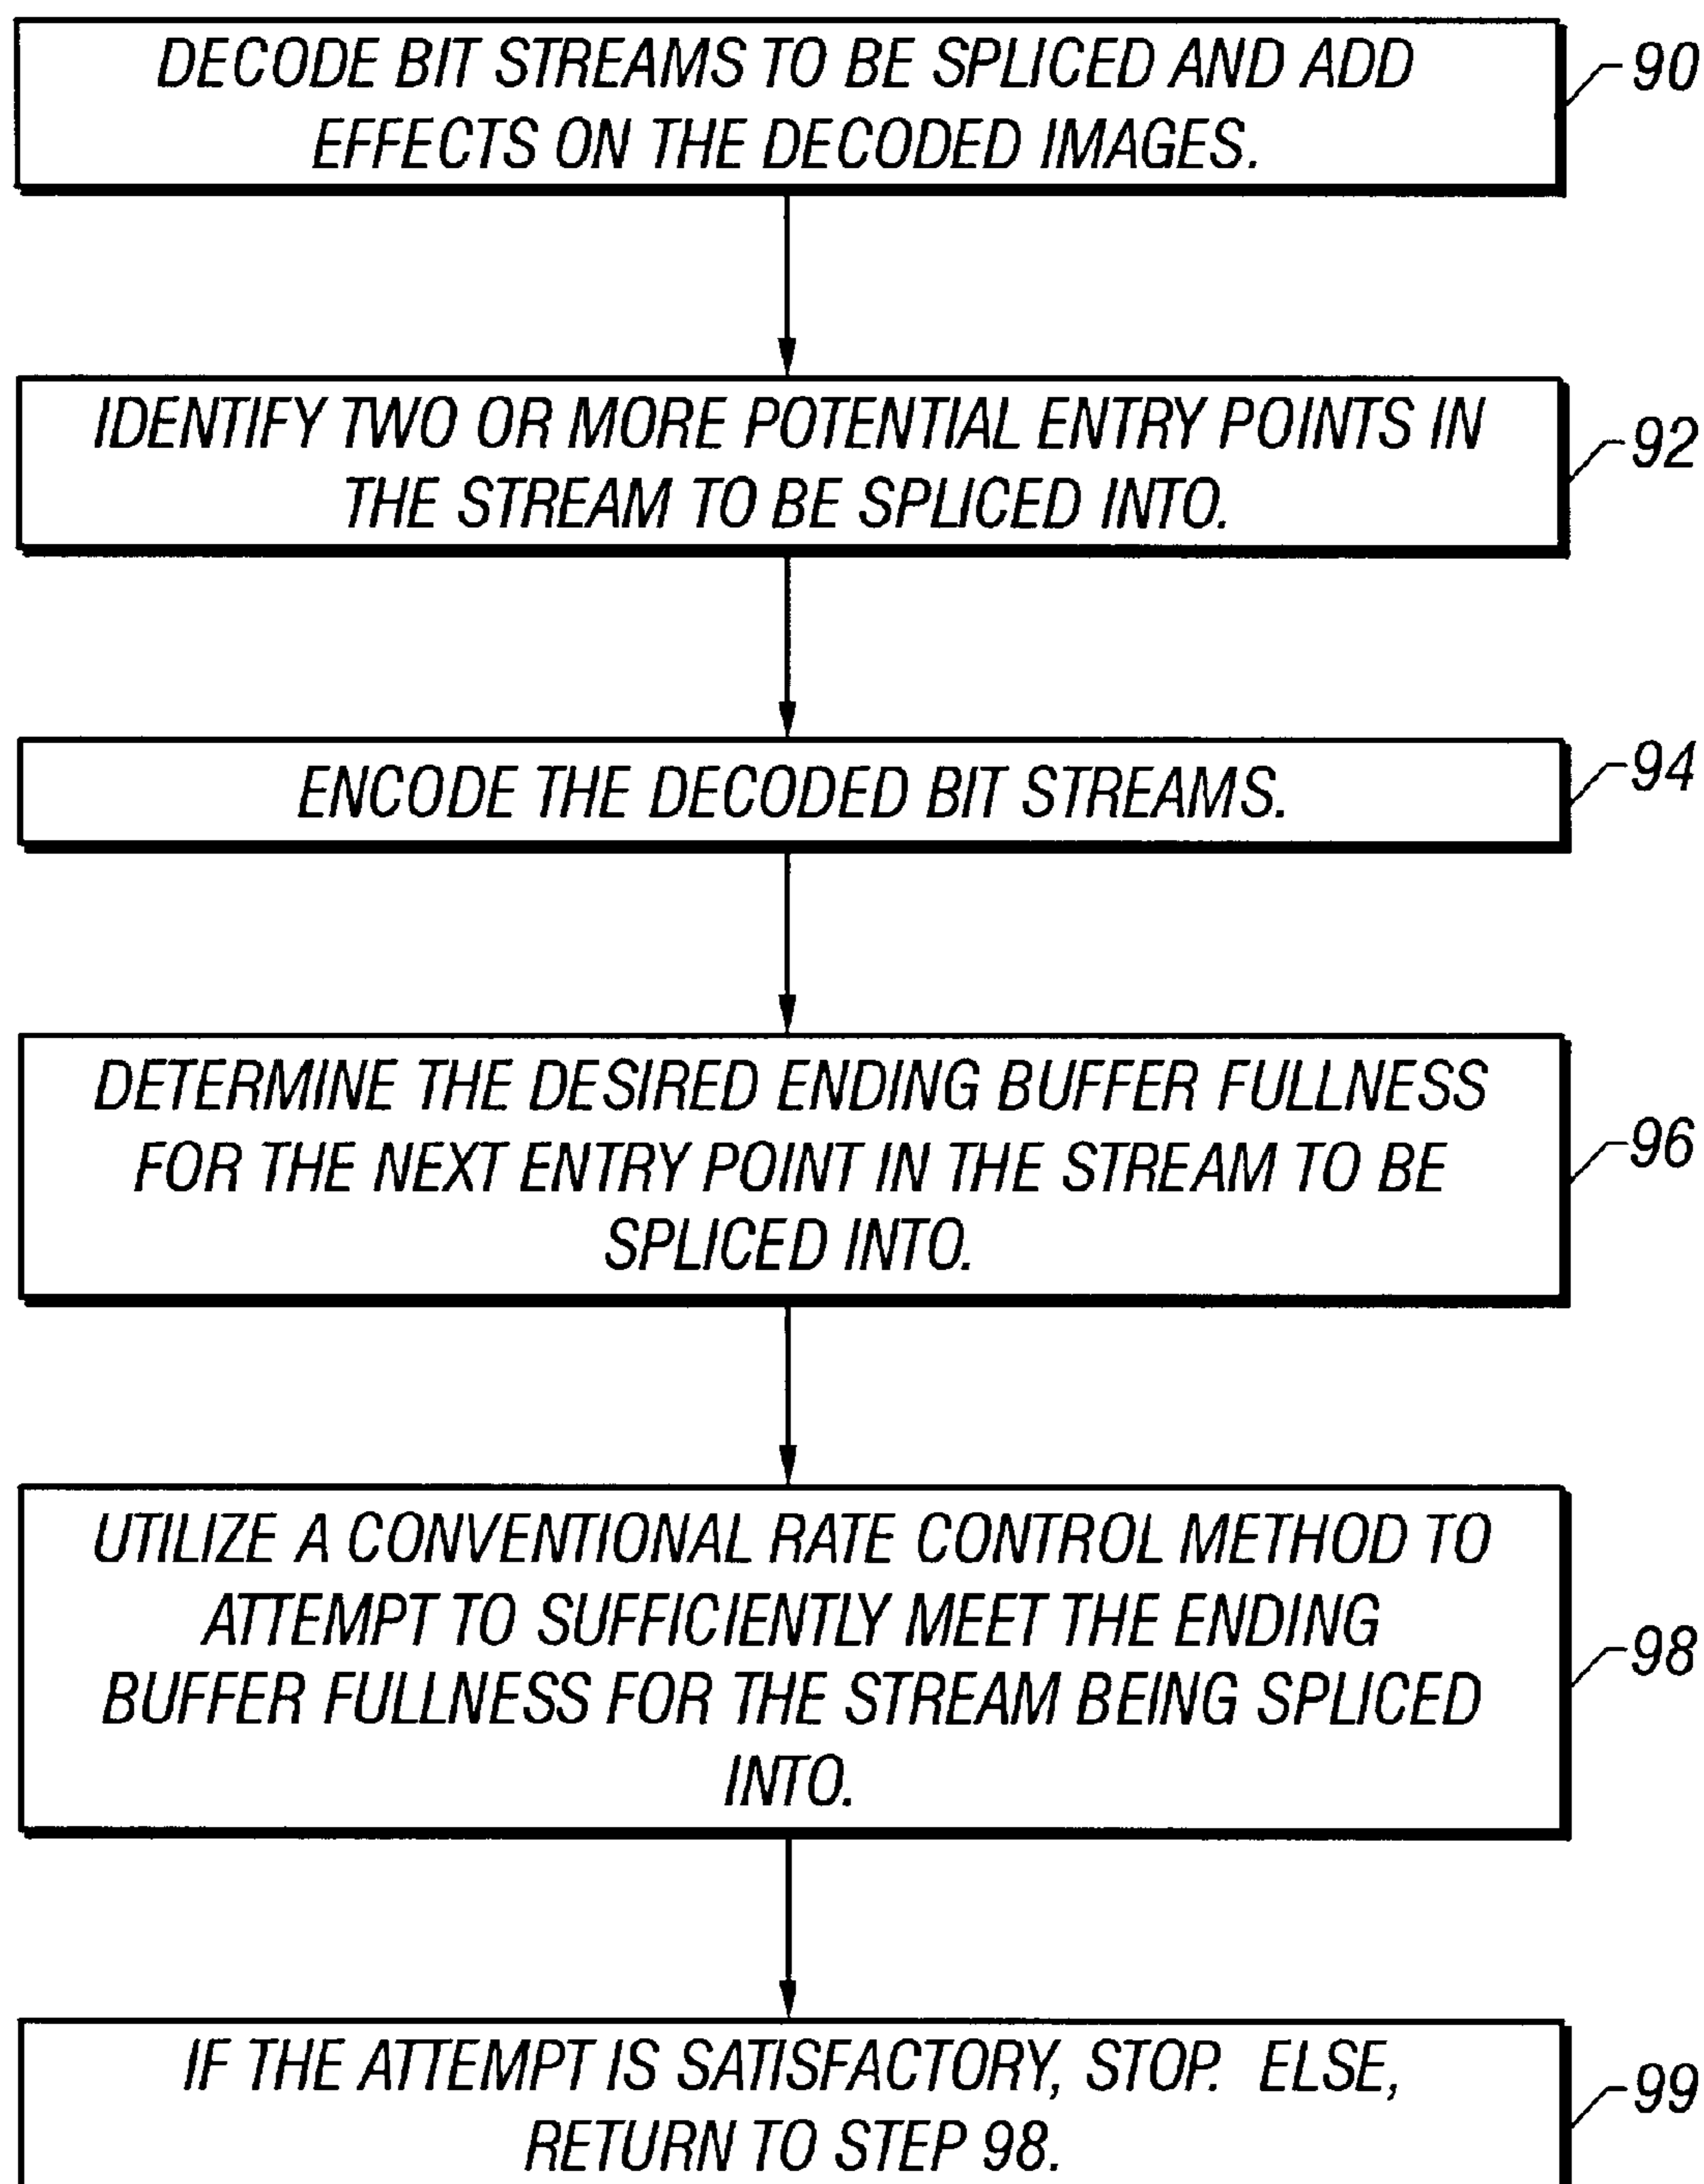 DECODE BIT STREAMS TO BE SPLICED AND ADD
EFFECTS ON THE DECODED IMAGES.
90
IDENTIFY TWO OR MORE POTENTIAL ENTRY POINTS IN
THE STREAM TO BE SPLICED INTO.
92
ENCODE THE DECODED BIT STREAMS.
94
DETERMINE THE DESIRED ENDING BUFFER FULLNESS
FOR THE NEXT ENTRY POINT IN THE STREAM TO BE
SPLICED INTO.
96
UTILIZE A CONVENTIONAL RATE CONTROL METHOD TO
ATTEMPT TO SUFFICIENTLY MEET THE ENDING
BUFFER FULLNESS FOR THE STREAM BEING SPLICED
INTO.
98
IF THE ATTEMPT IS SATISFACTORY, STOP. ELSE,
RETURN TO STEP 98.
99